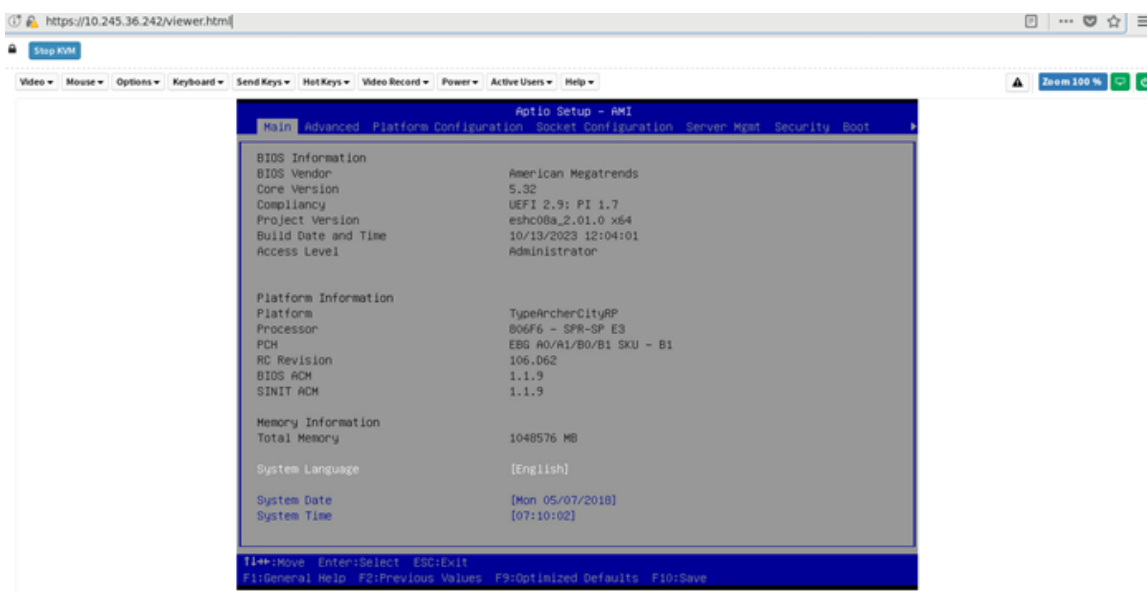 https://10.245.36.242/viewer.html
Stop KVM
Video Mouse Options Keyboard Send Keys Hot Keys Video Record Power Active Users Help Zoom 100 %
Aptio Setup - AMI
Main Advanced Platform Configuration Socket Configuration Server Mgmt Security Boot
BIOS Information
BIOS Vendor American Megatrends
Core Version 5.32
Compliancy UEFI 2.9; PI 1.7
Project Version eshc08a_2.01.0 x64
Build Date and Time 10/13/2023 12:04:01
Access Level Administrator
Platform Information
Platform TypeArcherCityRP
Processor 806F6 - SPR-SP E3
PCH EBG A0/A1/B0/B1 SKU - B1
RC Revision 106.D62
BIOS ACM 1.1.9
SINIT ACM 1.1.9
Memory Information
Total Memory 1048576 MB
System Language [English]
System Date [Mon 05/07/2018]
System Time [07:10:02]
↑↓→←:Move Enter:Select ESC:Exit
F1:General Help F2:Previous Values F9:Optimized Defaults F10:Save